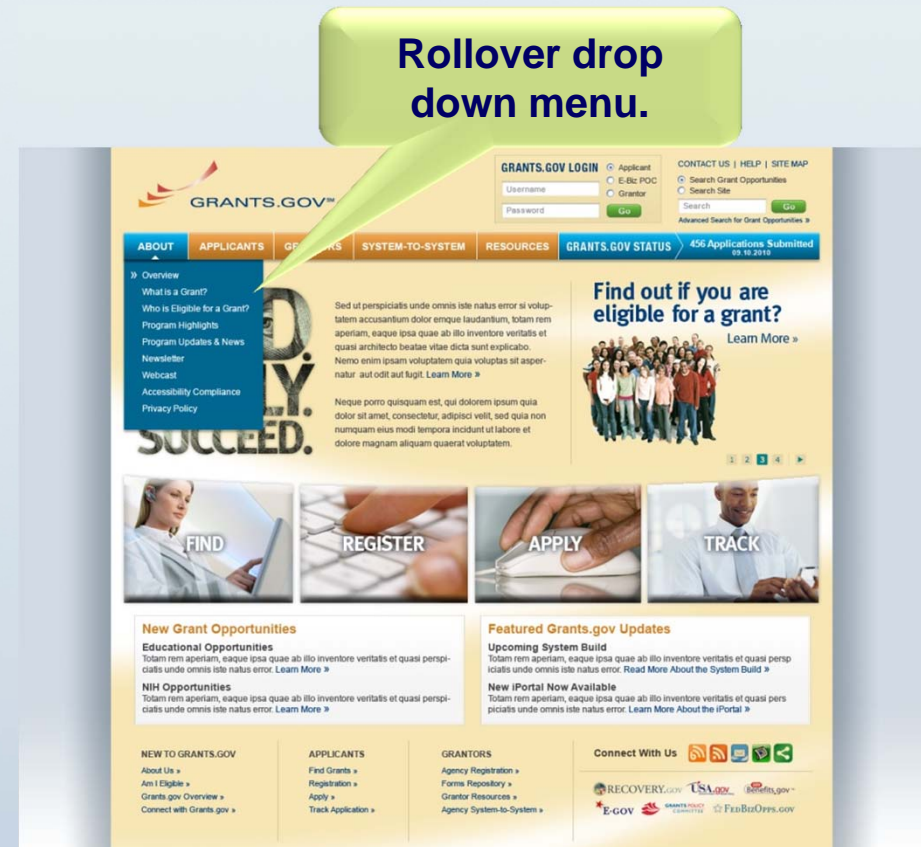 Rollover drop
down menu.
GRANTS.GOV™
GRANTS.GOV LOGIN
Applicant
E-Biz POC
Grantor
Username
Password
Go
CONTACT US | HELP | SITE MAP
Search Grant Opportunities
Search Site
Search
Go
Advanced Search for Grant Opportunities »
ABOUT
APPLICANTS
SYSTEM-TO-SYSTEM
RESOURCES
GRANTS.GOV STATUS
456 Applications Submitted
09.10.2010
» Overview
What is a Grant?
Who is Eligible for a Grant?
Program Highlights
Program Updates & News
Newsletter
Webcast
Accessibility Compliance
Privacy Policy
SUCCEED.
Sed ut perspiciatis unde omnis iste natus error si volup-
tatem accusantium dolor emque laudantium, totam rem
aperiam, eaque ipsa quae ab illo inventore veritatis et
quasi architecto beatae vitae dicta sunt explicabo.
Nemo enim ipsam voluptatem quia voluptas sit asper-
natur aut odit aut fugit. Learn More »
Neque porro quisquam est, qui dolorem ipsum quia
dolor sit amet, consectetur, adipisci velit, sed quia non
numquam eius modi tempora incidunt ut labore et
dolore magnam aliquam quaerat voluptatem.
Find out if you are
eligible for a grant?
Learn More »
1 2 3 4
FIND
REGISTER
APPLY
TRACK
New Grant Opportunities
Educational Opportunities
Totam rem aperiam, eaque ipsa quae ab illo inventore veritatis et quasi perspi-
ciatis unde omnis iste natus error. Learn More »
NIH Opportunities
Totam rem aperiam, eaque ipsa quae ab illo inventore veritatis et quasi perspi-
ciatis unde omnis iste natus error. Learn More »
Featured Grants.gov Updates
Upcoming System Build
Totam rem aperiam, eaque ipsa quae ab illo inventore veritatis et quasi persp
iciatis unde omnis iste natus error. Read More About the System Build »
New iPortal Now Available
Totam rem aperiam, eaque ipsa quae ab illo inventore veritatis et quasi pers
piciatis unde omnis iste natus error. Learn More About the iPortal »
NEW TO GRANTS.GOV
About Us »
Am I Eligible »
Grants.gov Overview »
Connect with Grants.gov »
APPLICANTS
Find Grants »
Registration »
Apply »
Track Application »
GRANTORS
Agency Registration »
Forms Repository »
Grantor Resources »
Agency System-to-System »
Connect With Us
RECOVERY.gov USA.gov Benefits.gov
E-GOV GRANTS POLICY COMMITTEE FEDBIZOPPS.GOV